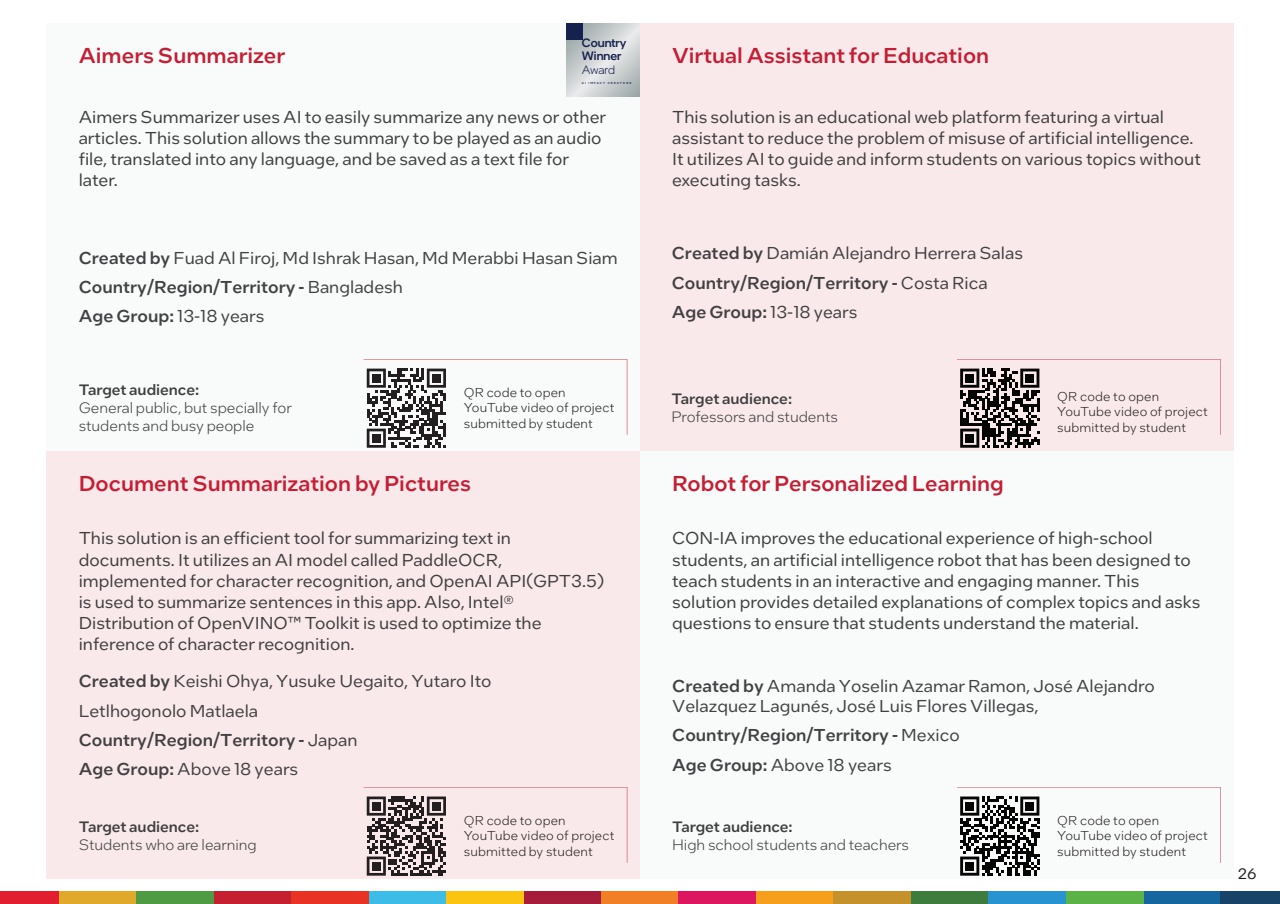 Aimers Summarizer
Country
Winner
Award
AI IMPACT CREATORS
Aimers Summarizer uses AI to easily summarize any news or other
articles. This solution allows the summary to be played as an audio
file, translated into any language, and be saved as a text file for
later.
Created by Fuad Al Firoj, Md Ishrak Hasan, Md Merabbi Hasan Siam
Country/Region/Territory - Bangladesh
Age Group: 13-18 years
Target audience:
General public, but specially for
students and busy people
QR code to open
YouTube video of project
submitted by student
Virtual Assistant for Education
This solution is an educational web platform featuring a virtual
assistant to reduce the problem of misuse of artificial intelligence.
It utilizes AI to guide and inform students on various topics without
executing tasks.
Created by Damián Alejandro Herrera Salas
Country/Region/Territory - Costa Rica
Age Group: 13-18 years
Target audience:
Professors and students
QR code to open
YouTube video of project
submitted by student
Document Summarization by Pictures
This solution is an efficient tool for summarizing text in
documents. It utilizes an AI model called PaddleOCR,
implemented for character recognition, and OpenAI API(GPT3.5)
is used to summarize sentences in this app. Also, Intel®
Distribution of OpenVINO™ Toolkit is used to optimize the
inference of character recognition.
Created by Keishi Ohya, Yusuke Uegaito, Yutaro Ito
Letlhogonolo Matlaela
Country/Region/Territory - Japan
Age Group: Above 18 years
Target audience:
Students who are learning
QR code to open
YouTube video of project
submitted by student
Robot for Personalized Learning
CON-IA improves the educational experience of high-school
students, an artificial intelligence robot that has been designed to
teach students in an interactive and engaging manner. This
solution provides detailed explanations of complex topics and asks
questions to ensure that students understand the material.
Created by Amanda Yoselin Azamar Ramon, José Alejandro
Velazquez Lagunés, José Luis Flores Villegas,
Country/Region/Territory - Mexico
Age Group: Above 18 years
Target audience:
High school students and teachers
QR code to open
YouTube video of project
submitted by student
26